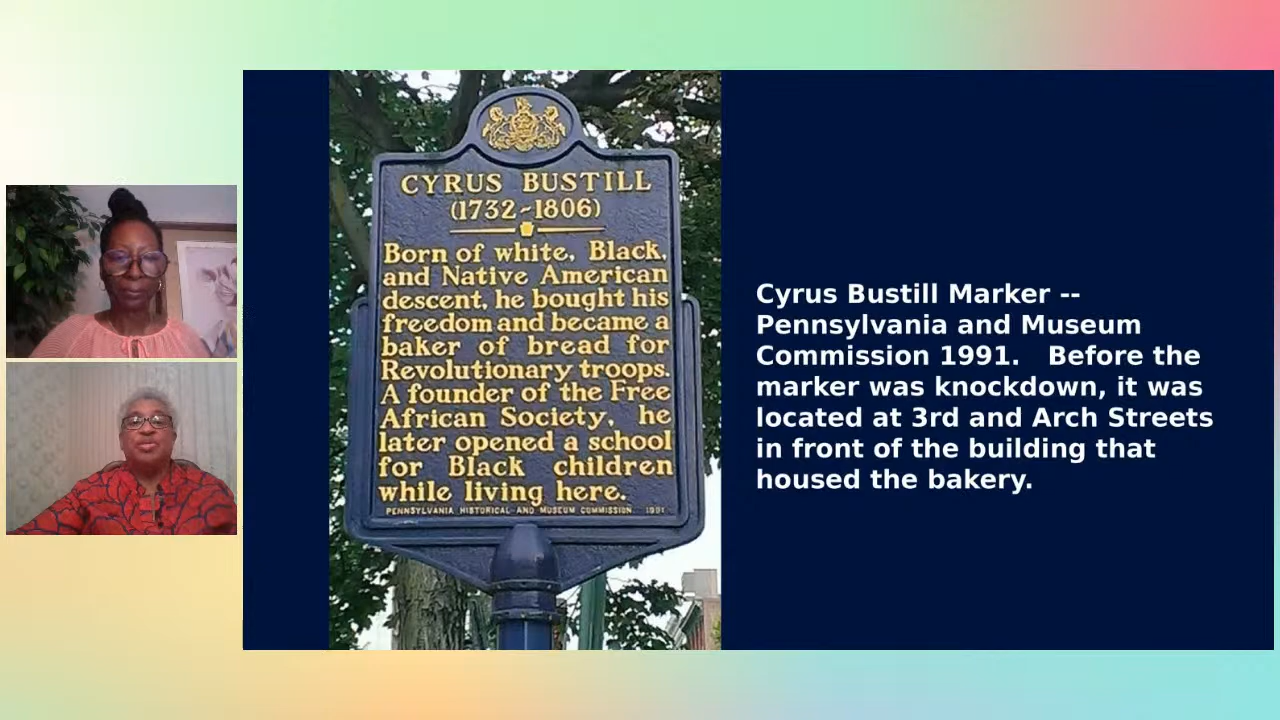 CYRUS BUSTILL
(1732-1806)
Born of white, Black,
and Native American
descent, he bought his
freedom and became a
baker of bread for
Revolutionary troops.
A founder of the Free
African Society, he
later opened a school
for Black children
while living here.
PENNSYLVANIA HISTORICAL AND MUSEUM COMMISSION 1991
Cyrus Bustill Marker --
Pennsylvania and Museum
Commission 1991.   Before the
marker was knockdown, it was
located at 3rd and Arch Streets
in front of the building that
housed the bakery.